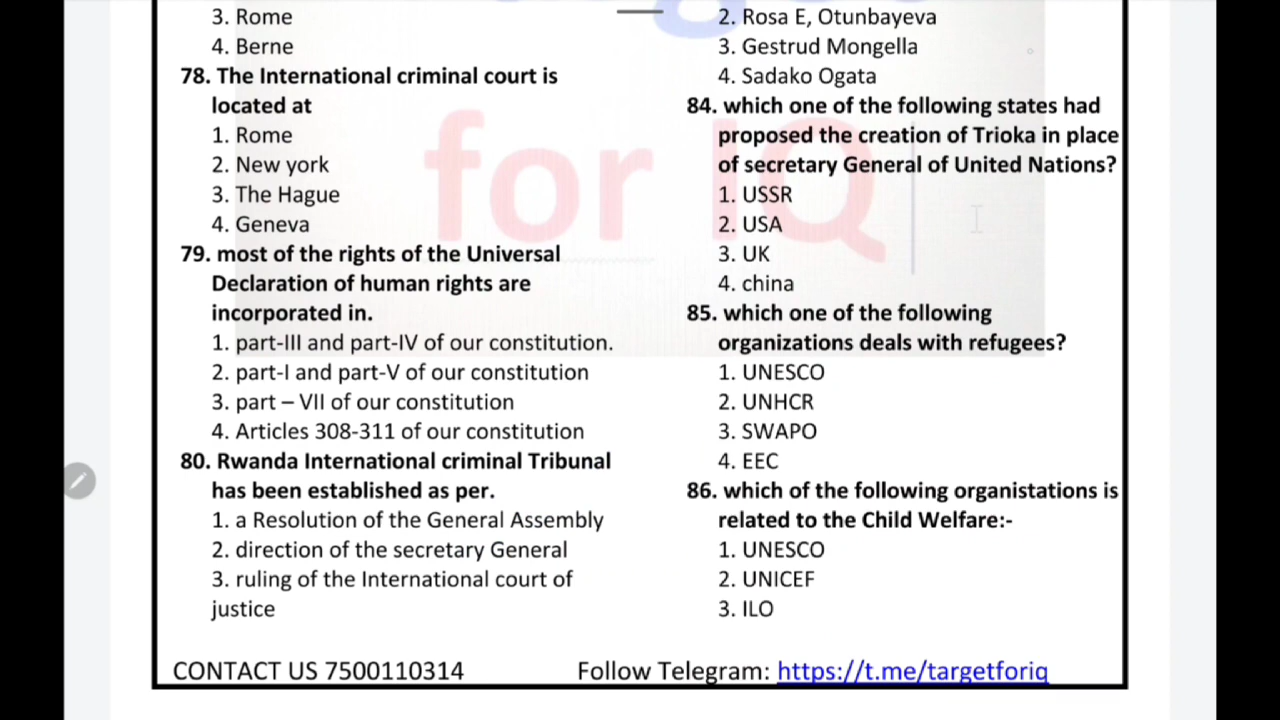 3. Rome
4. Berne
78. The International criminal court is
located at
1. Rome
2. New york
3. The Hague
4. Geneva
79. most of the rights of the Universal
Declaration of human rights are
incorporated in.
1. part-III and part-IV of our constitution.
2. part-I and part-V of our constitution
3. part – VII of our constitution
4. Articles 308-311 of our constitution
80. Rwanda International criminal Tribunal
has been established as per.
1. a Resolution of the General Assembly
2. direction of the secretary General
3. ruling of the International court of
justice
2. Rosa E, Otunbayeva
3. Gestrud Mongella
4. Sadako Ogata
84. which one of the following states had
proposed the creation of Trioka in place
of secretary General of United Nations?
1. USSR
2. USA
3. UK
4. china
85. which one of the following
organizations deals with refugees?
1. UNESCO
2. UNHCR
3. SWAPO
4. EEC
86. which of the following organistations is
related to the Child Welfare:-
1. UNESCO
2. UNICEF
3. ILO
for IQ
CONTACT US 7500110314 Follow Telegram: https://t.me/targetforiq